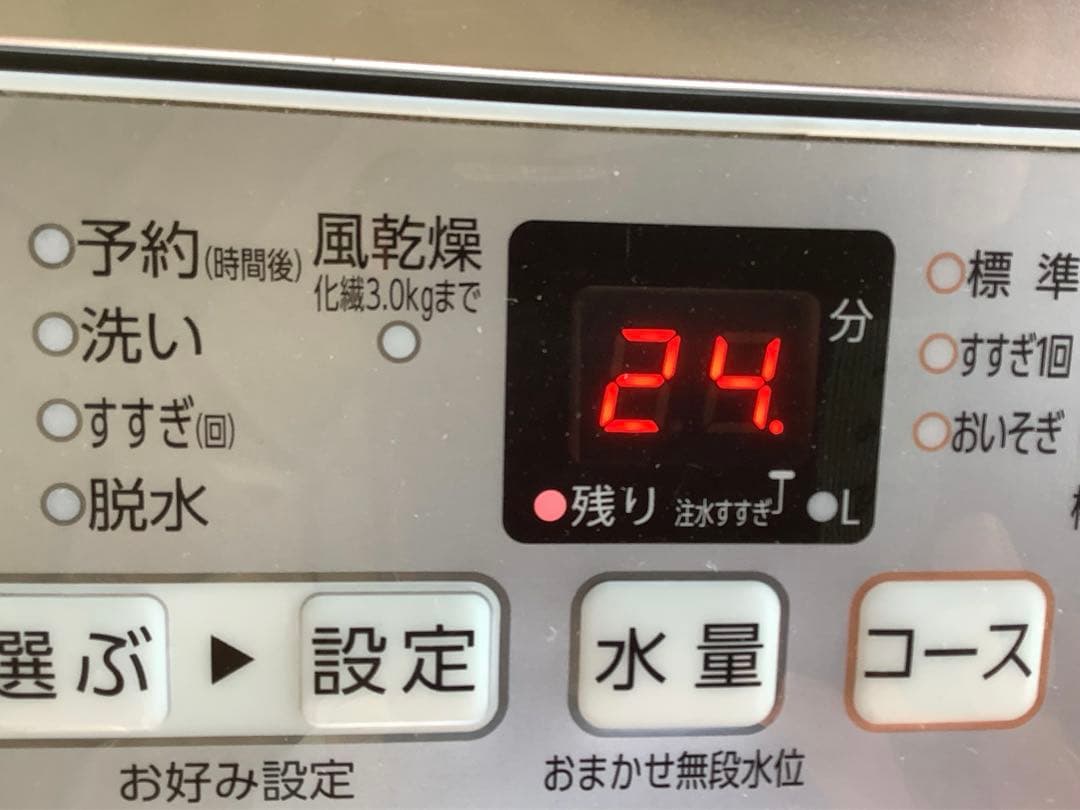 予約(時間後)
洗い
すすぎ(回)
脱水
風乾燥
化繊3.0kgまで
24.
分
残り
注水すすぎ
L
標準
すすぎ1回
おいそぎ
選ぶ▶設定
お好み設定
水量
おまかせ無段水位
コース